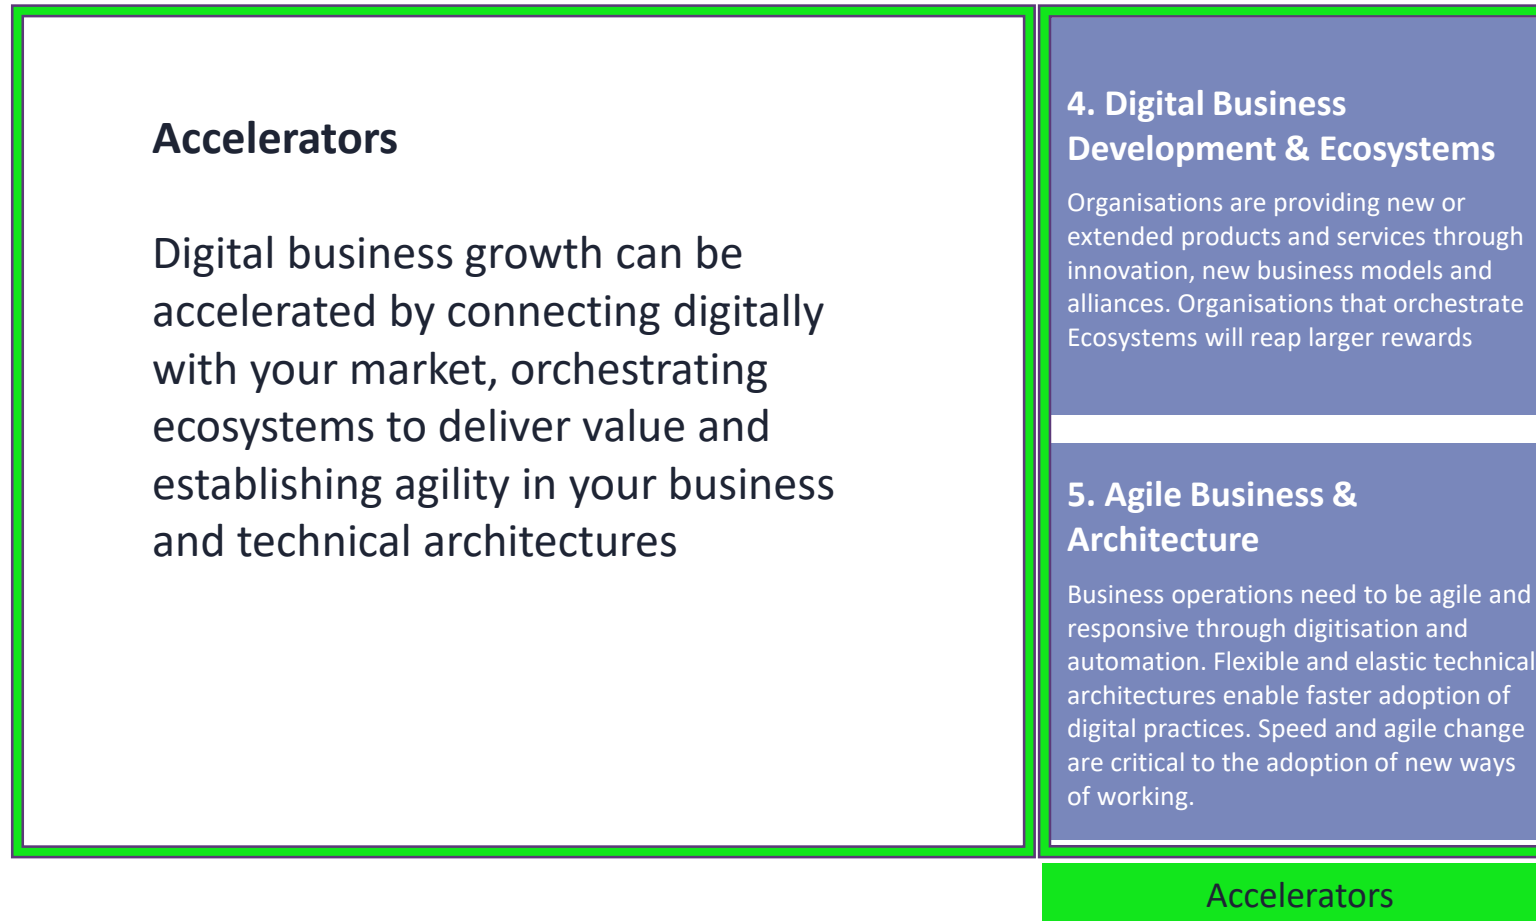 Accelerators
Digital business growth can be
accelerated by connecting digitally
with your market, orchestrating
ecosystems to deliver value and
establishing agility in your business
and technical architectures
4. Digital Business
Development & Ecosystems
Organisations are providing new or
extended products and services through
innovation, new business models and
alliances. Organisations that orchestrate
Ecosystems will reap larger rewards
5. Agile Business &
Architecture
Business operations need to be agile and
responsive through digitisation and
automation. Flexible and elastic technical
architectures enable faster adoption of
digital practices. Speed and agile change
are critical to the adoption of new ways
of working.
Accelerators